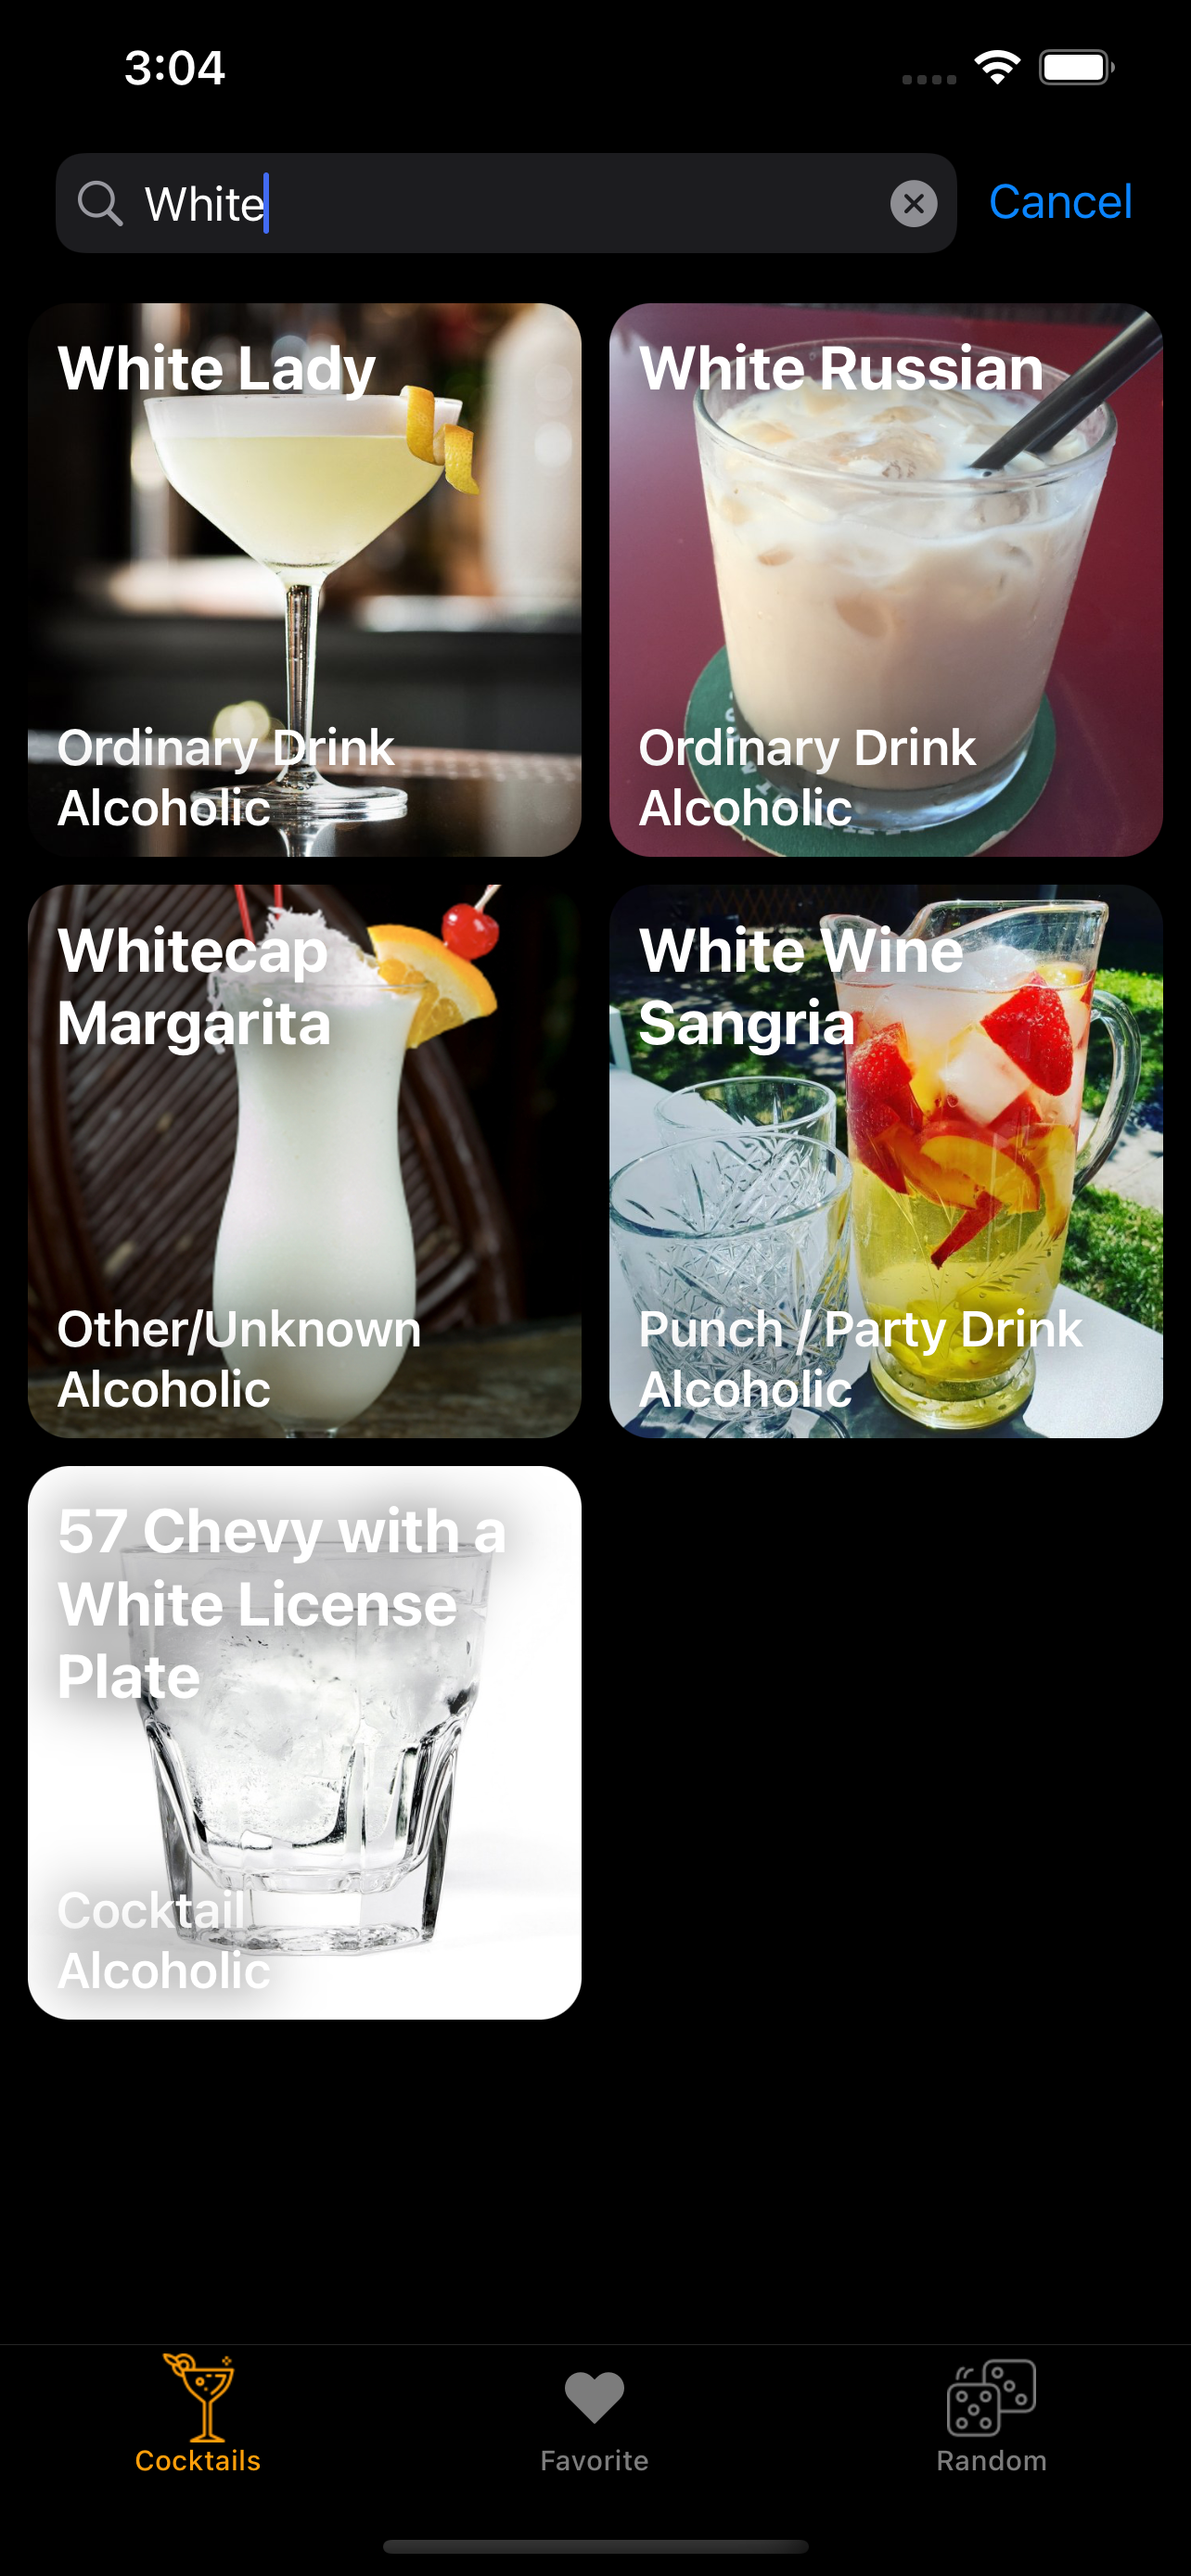 3:04
White
Cancel
White Lady
Ordinary Drink
Alcoholic
White Russian
Ordinary Drink
Alcoholic
Whitecap
Margarita
Other/Unknown
Alcoholic
White Wine
Sangria
Punch / Party Drink
Alcoholic
57 Chevy with a
White License
Plate
Cocktail
Alcoholic
Cocktails
Favorite
Random